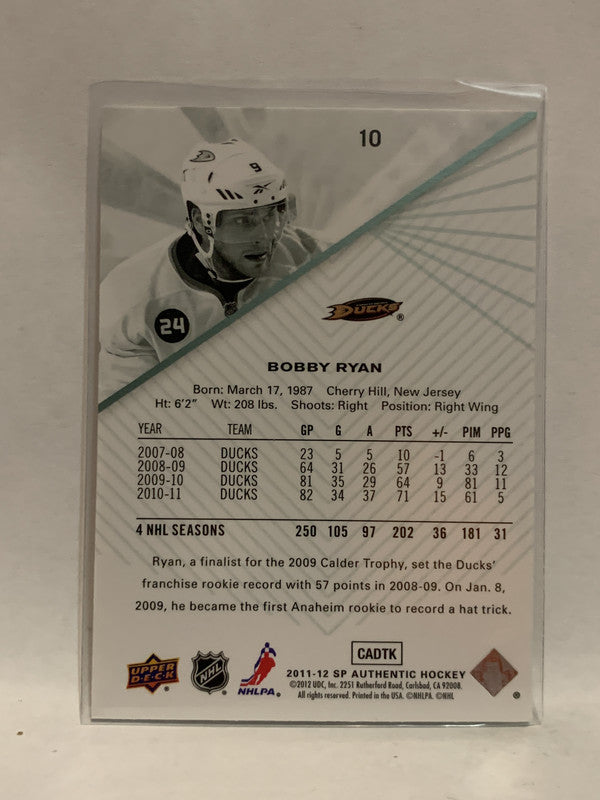 10
9
24
DUCKS ®
BOBBY RYAN
Born: March 17, 1987 Cherry Hill, New Jersey
Ht: 6'2" Wt: 208 lbs. Shoots: Right Position: Right Wing
YEAR TEAM GP G A PTS +/- PIM PPG
2007-08 DUCKS 23 5 5 10 -1 6 3
2008-09 DUCKS 64 31 26 57 13 33 12
2009-10 DUCKS 81 35 29 64 9 81 11
2010-11 DUCKS 82 34 37 71 15 61 5
4 NHL SEASONS 250 105 97 202 36 181 31
Ryan, a finalist for the 2009 Calder Trophy, set the Ducks'
franchise rookie record with 57 points in 2008-09. On Jan. 8,
2009, he became the first Anaheim rookie to record a hat trick.
CADTK
UPPER DECK NHL NHLPA. 2011-12 SP AUTHENTIC HOCKEY
©2012 UDC, Inc. 2251 Rutherford Road, Carlsbad, CA 92008.
All rights reserved. Printed in the USA. ©NHLPA. ©NHL ®